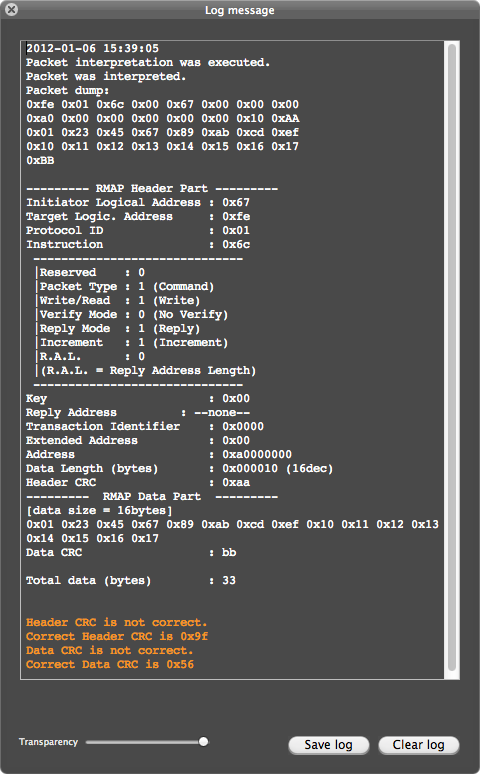 Log message
2012-01-06 15:39:05
Packet interpretation was executed.
Packet was interpreted.
Packet dump:
0xfe 0x01 0x6c 0x00 0x67 0x00 0x00 0x00
0xa0 0x00 0x00 0x00 0x00 0x00 0x10 0xAA
0x01 0x23 0x45 0x67 0x89 0xab 0xcd 0xef
0x10 0x11 0x12 0x13 0x14 0x15 0x16 0x17
0xBB
--------- RMAP Header Part ---------
Initiator Logical Address : 0x67
Target Logic. Address     : 0xfe
Protocol ID               : 0x01
Instruction               : 0x6c
------------------------------
|Reserved    : 0
|Packet Type : 1 (Command)
|Write/Read  : 1 (Write)
|Verify Mode : 0 (No Verify)
|Reply Mode  : 1 (Reply)
|Increment   : 1 (Increment)
|R.A.L.      : 0
|(R.A.L. = Reply Address Length)
------------------------------
Key                       : 0x00
Reply Address         : --none--
Transaction Identifier    : 0x0000
Extended Address          : 0x00
Address                   : 0xa0000000
Data Length (bytes)       : 0x000010 (16dec)
Header CRC                : 0xaa
---------  RMAP Data Part  ---------
[data size = 16bytes]
0x01 0x23 0x45 0x67 0x89 0xab 0xcd 0xef 0x10 0x11 0x12 0x13
0x14 0x15 0x16 0x17
Data CRC                  : bb
Total data (bytes)        : 33
Header CRC is not correct.
Correct Header CRC is 0x9f
Data CRC is not correct.
Correct Data CRC is 0x56
Transparency
Save log
Clear log